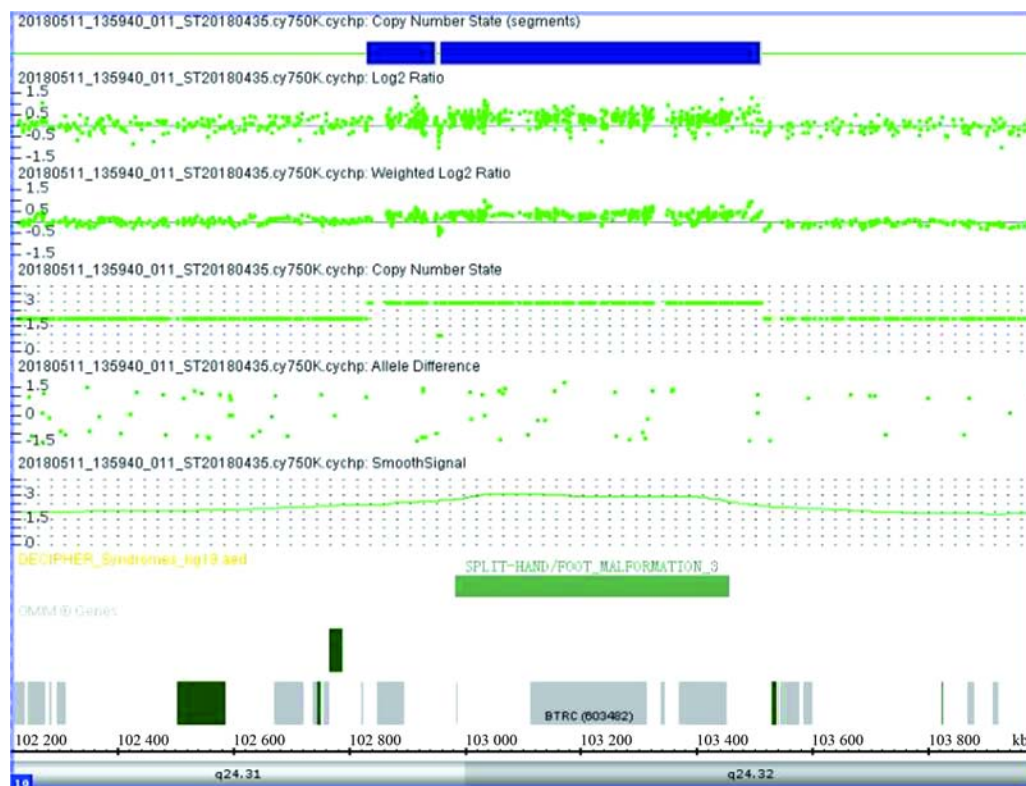 20180511_135940_011_ST20180435.cy750K.cychp: Copy Number State (segments)
20180511_135940_011_ST20180435.cy750K.cychp: Log2 Ratio
1.5
0.5
-0.5
-1.5
20180511_135940_011_ST20180435.cy750K.cychp: Weighted Log2 Ratio
1.5
0.5
-0.5
-1.5
20180511_135940_011_ST20180435.cy750K.cychp: Copy Number State
3
1.5
0
20180511_135940_011_ST20180435.cy750K.cychp: Allele Difference
1.5
0
-1.5
20180511_135940_011_ST20180435.cy750K.cychp: SmoothSignal
3
1.5
0
DECIPHER_Syndromes_hg19.aed
SPLIT-HAND/FOOT_MALFORMATION_3
OMIM ® Genes
BTRC (603482)
102 200 102 400 102 600 102 800 103 000 103 200 103 400 103 600 103 800 kb
q24.31 q24.32